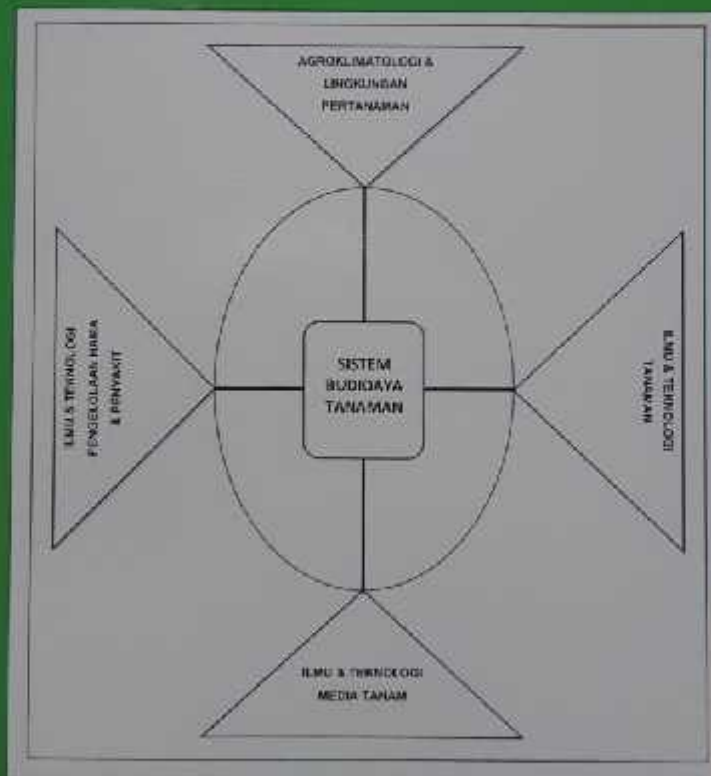 AGROKLIMATOLOGI &
LINGKUNGAN
PERTANAMAN
ILMU & TEKNOLOGI
PENGELOLAAN HAMA
& PENYAKIT
SISTEM
BUDIDAYA
TANAMAN
ILMU & TEKNOLOGI
TANAMAN
ILMU & TEKNOLOGI
MEDIA TANAM